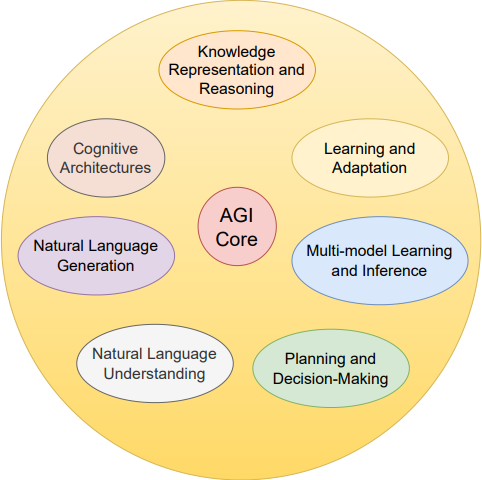 Knowledge
Representation and
Reasoning
Cognitive
Architectures
Learning and
Adaptation
AGI
Core
Natural Language
Generation
Multi-model Learning
and Inference
Natural Language
Understanding
Planning and
Decision-Making